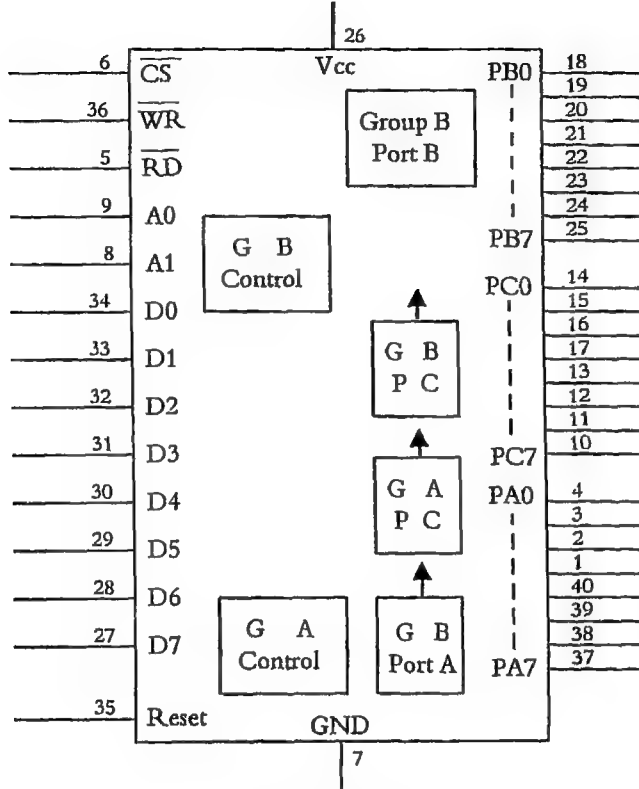 26
Vcc
6 CS PB0 18
19
36 WR 20
Group B
Port B
21
5 RD 22
23
9 A0 24
PB7 25
G B
Control
8 A1
PC0 14
34 D0 15
16
33 D1 17
G B
P C
13
32 D2 12
11
31 D3 PC7 10
G A
P C
30 D4 PA0 4
3
29 D5 2
1
28 D6 40
39
G A
Control
G B
Port A
27 D7 38
PA7 37
35 Reset
GND
7